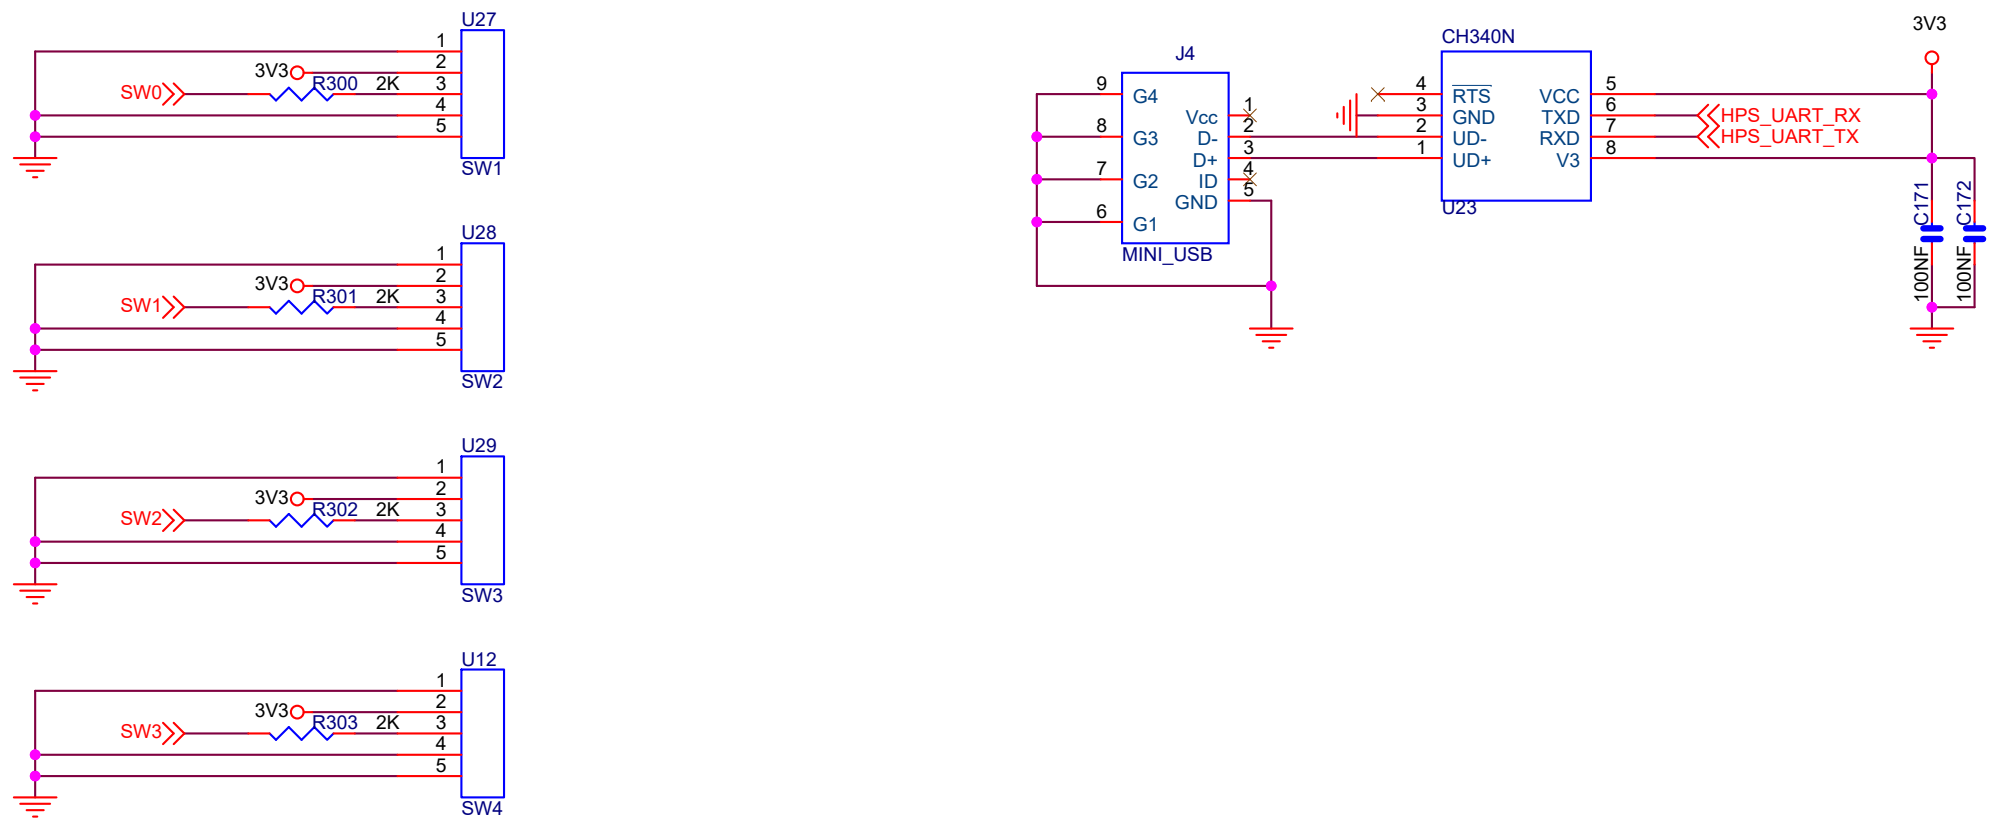 U27
1
2
3V3
R300 2K
3
SW0
4
5
SW1
U28
1
2
3V3
R301 2K
3
SW1
4
5
SW2
U29
1
2
3V3
R302 2K
3
SW2
4
5
SW3
U12
1
2
3V3
R303 2K
3
SW3
4
5
SW4
J4
9 G4
8 G3
7 G2
6 G1
Vcc 1
D- 2
D+ 3
ID 4
GND 5
MINI_USB
CH340N
4 RTS
3 GND
2 UD-
1 UD+
VCC 5
TXD 6 HPS_UART_RX
RXD 7 HPS_UART_TX
V3 8
U23
3V3
C171
100NF
C172
100NF